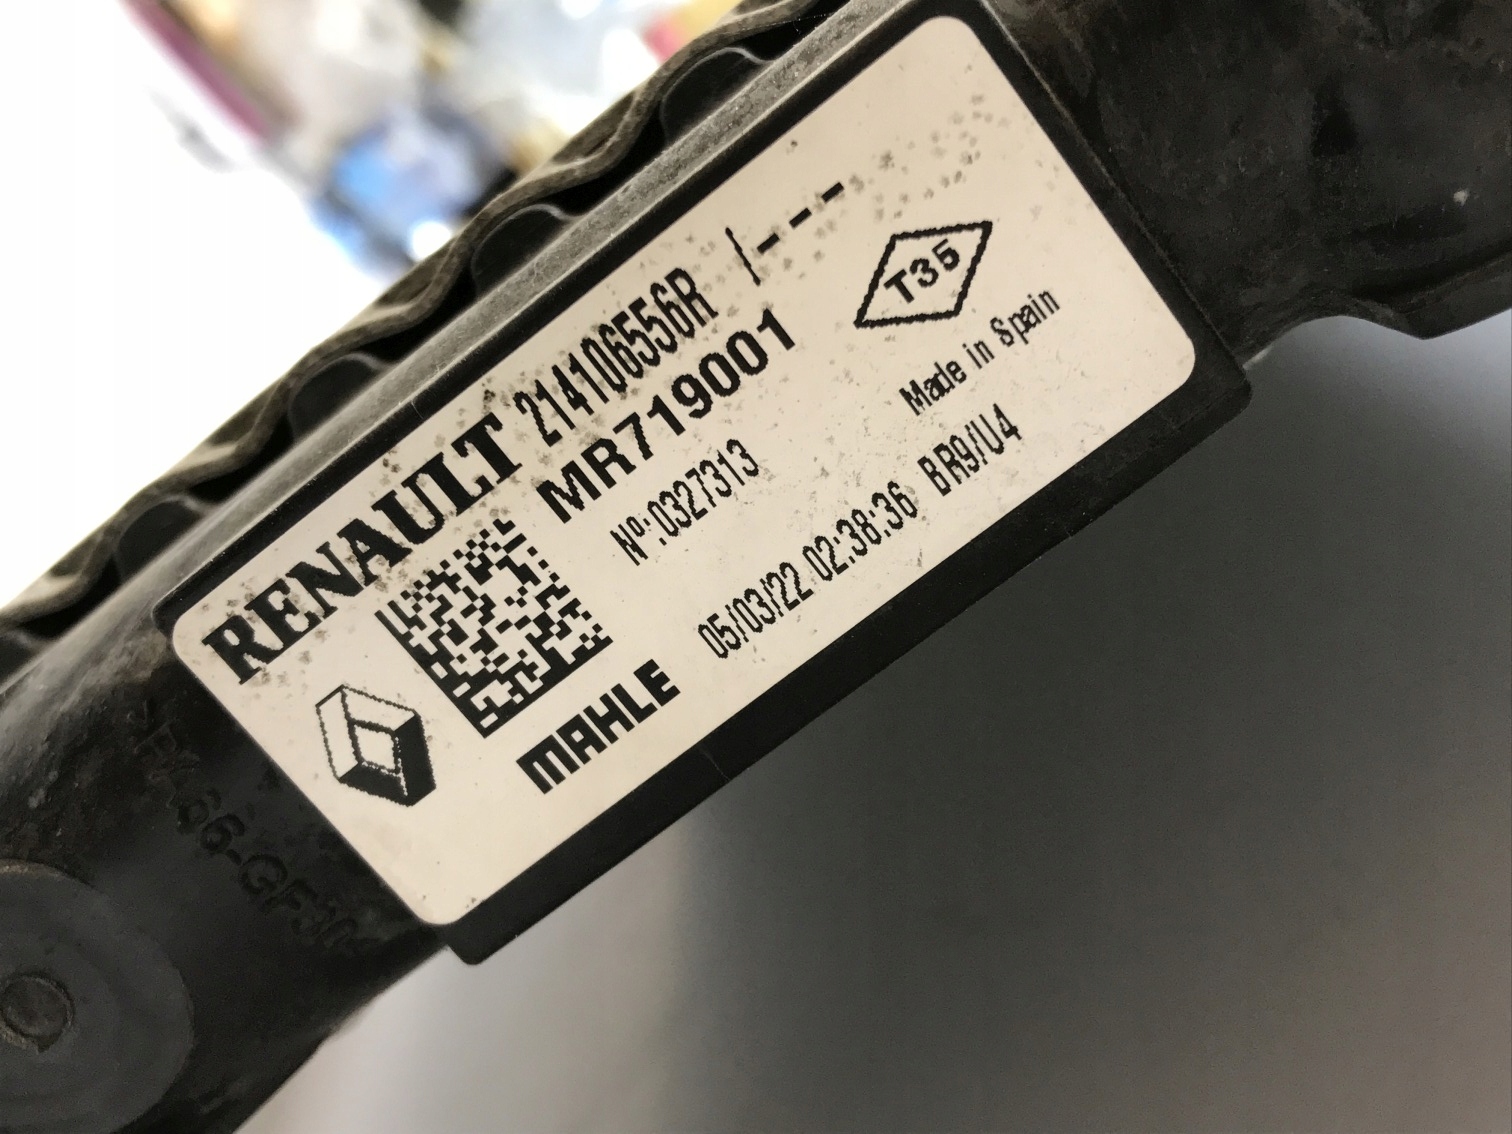 RENAULT 214106556R /---
MR719001
T35
Nº:0327313
Made in Spain
MAHLE 05/03/22 02:38:36 BR9/U4